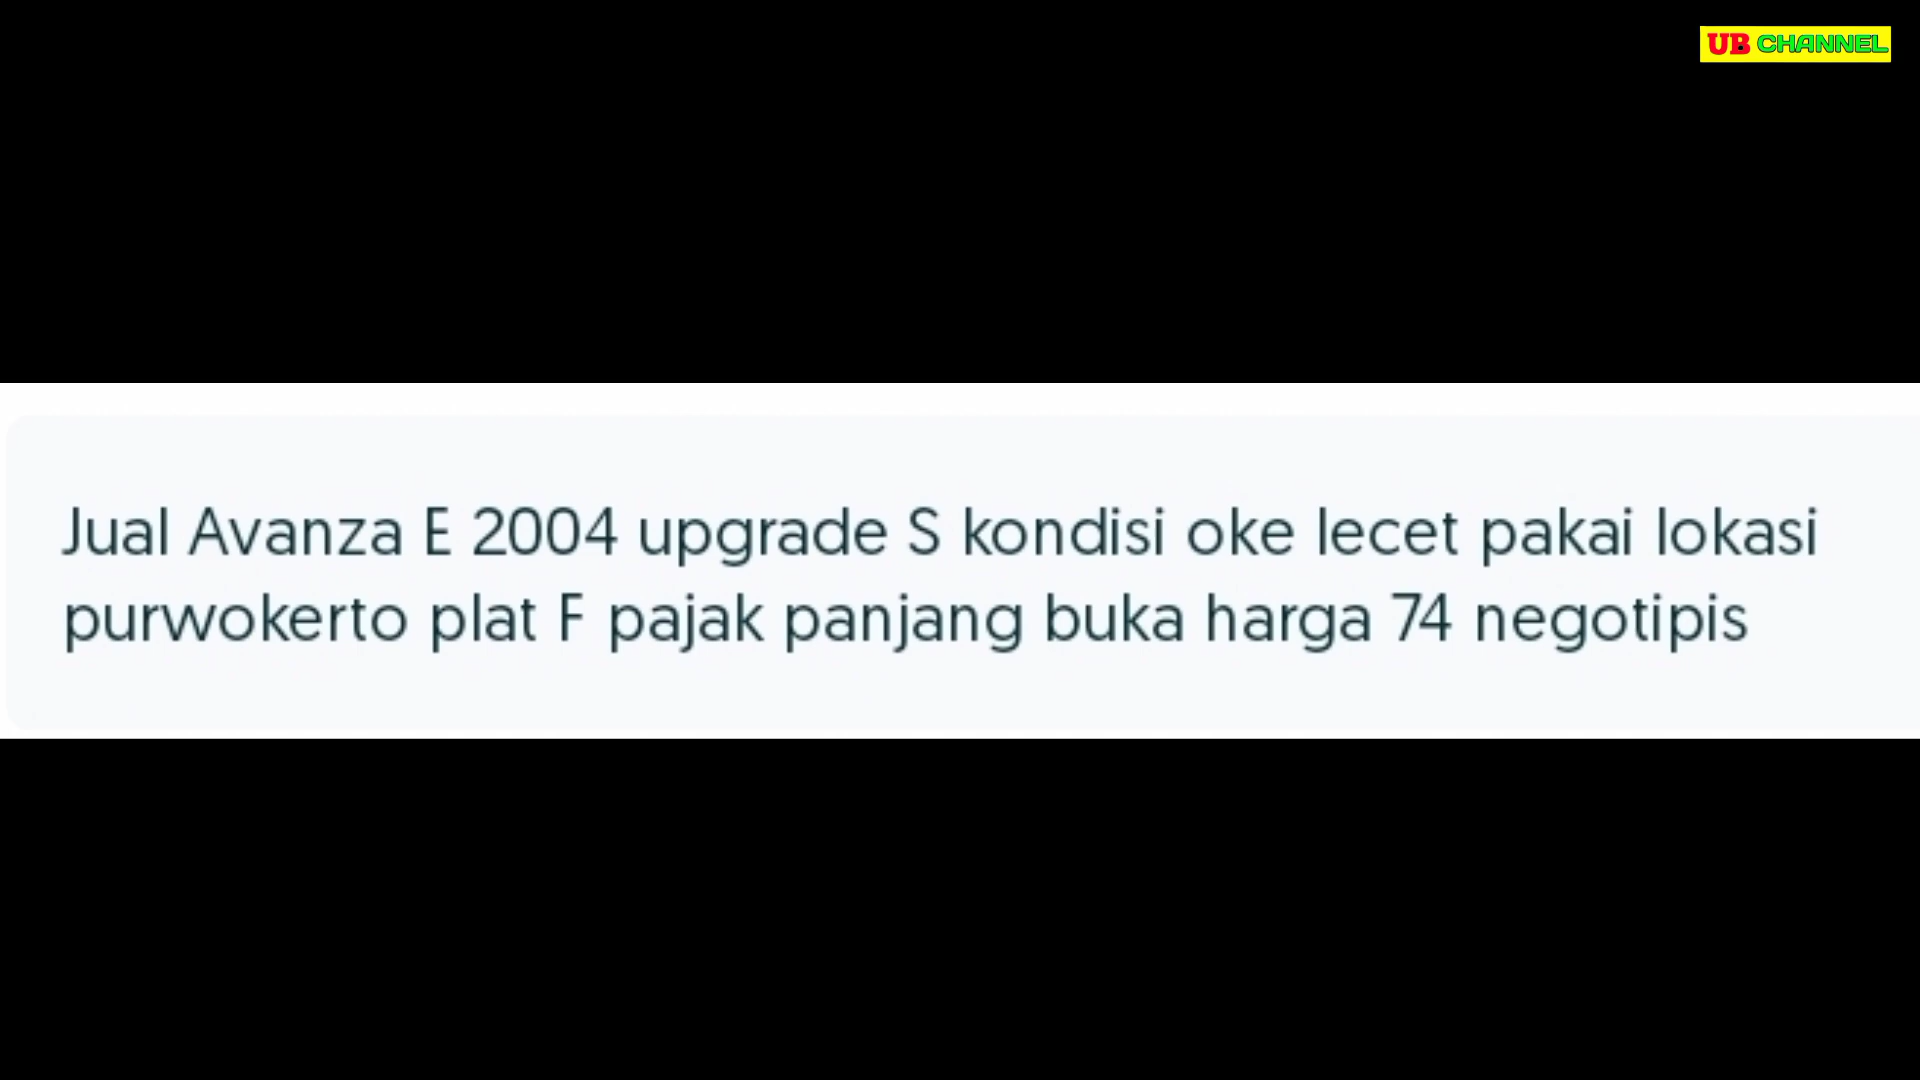 UB CHANNEL
Jual Avanza E 2004 upgrade S kondisi oke lecet pakai lokasi
purwokerto plat F pajak panjang buka harga 74 negotipis